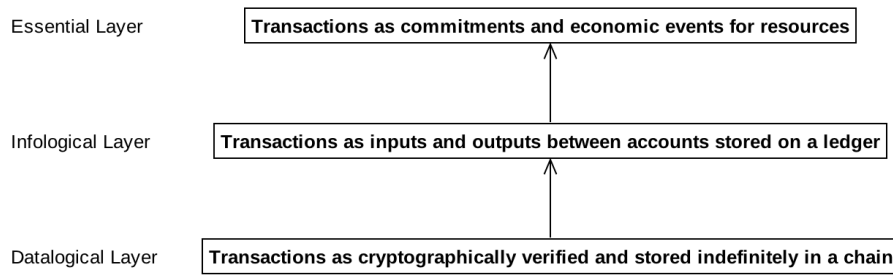 Essential Layer
Transactions as commitments and economic events for resources
Infological Layer
Transactions as inputs and outputs between accounts stored on a ledger
Datalogical Layer
Transactions as cryptographically verified and stored indefinitely in a chain